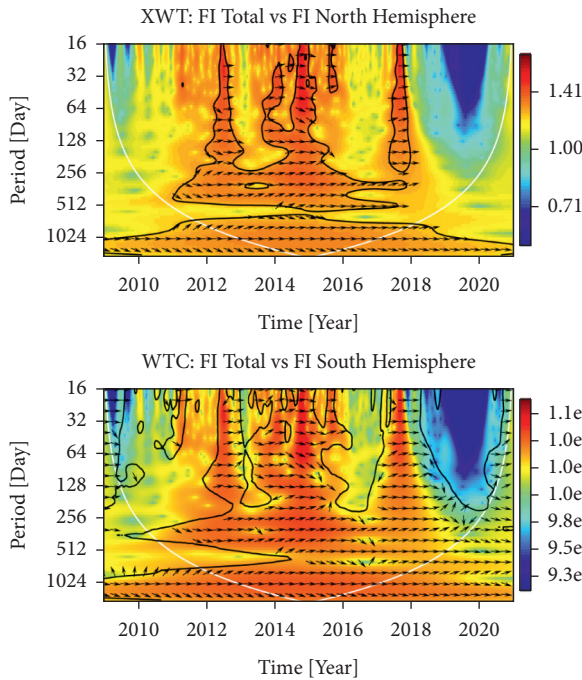 XWT: FI Total vs FI North Hemisphere
16
32
64
128
256
512
1024
Period [Day]
1.41
1.00
0.71
2010 2012 2014 2016 2018 2020
Time [Year]
WTC: FI Total vs FI South Hemisphere
16
32
64
128
256
512
1024
Period [Day]
1.1e
1.0e
1.0e
1.0e
9.8e
9.5e
9.3e
2010 2012 2014 2016 2018 2020
Time [Year]